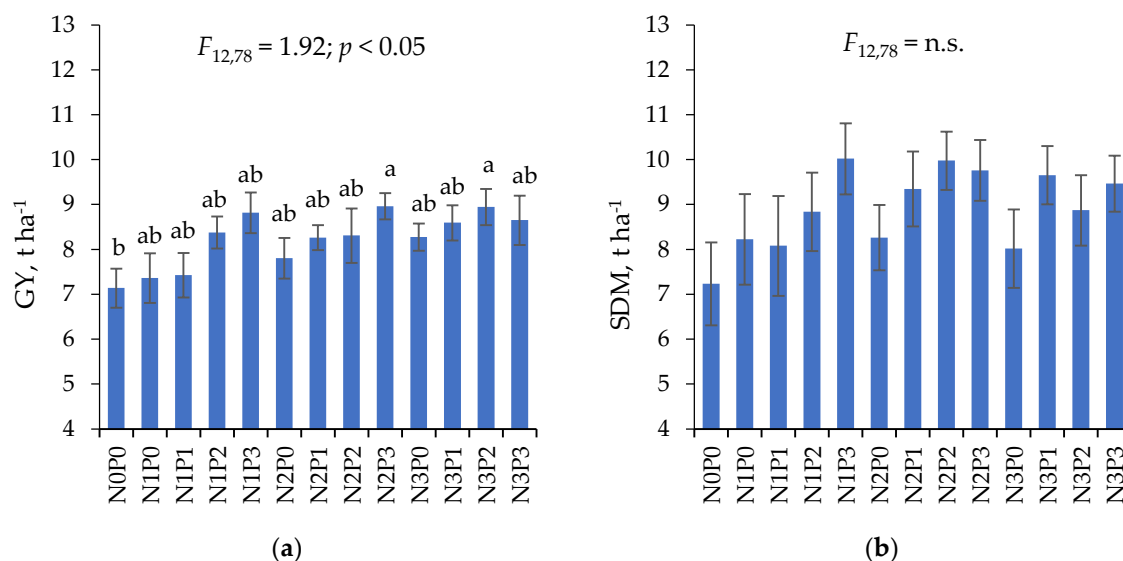 F12,78 = 1.92; p < 0.05
GY, t ha-1
13
12
11
10
9
8
7
6
5
4
b
ab
ab
ab
ab
ab
ab
ab
a
ab
ab
a
ab
N0P0
N1P0
N1P1
N1P2
N1P3
N2P0
N2P1
N2P2
N2P3
N3P0
N3P1
N3P2
N3P3
(a)
F12,78 = n.s.
SDM, t ha-1
13
12
11
10
9
8
7
6
5
4
N0P0
N1P0
N1P1
N1P2
N1P3
N2P0
N2P1
N2P2
N2P3
N3P0
N3P1
N3P2
N3P3
(b)